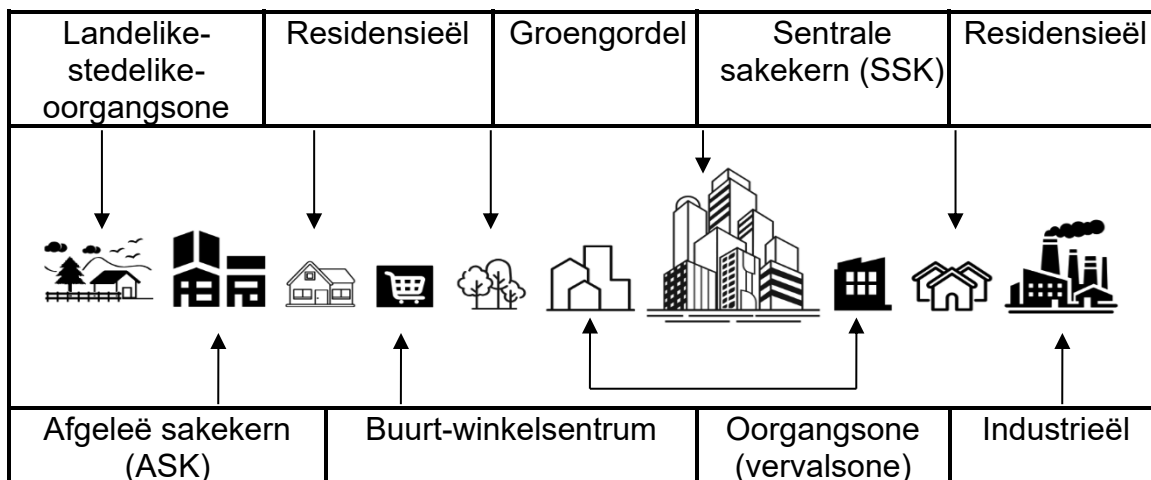 Landelike-
stedelike-
oorgangsone
Residensieël
Groengordel
Sentrale
sakekern (SSK)
Residensieël
Afgeleë sakekern
(ASK)
Buurt-winkelsentrum
Oorgangsone
(vervalsone)
Industrieël